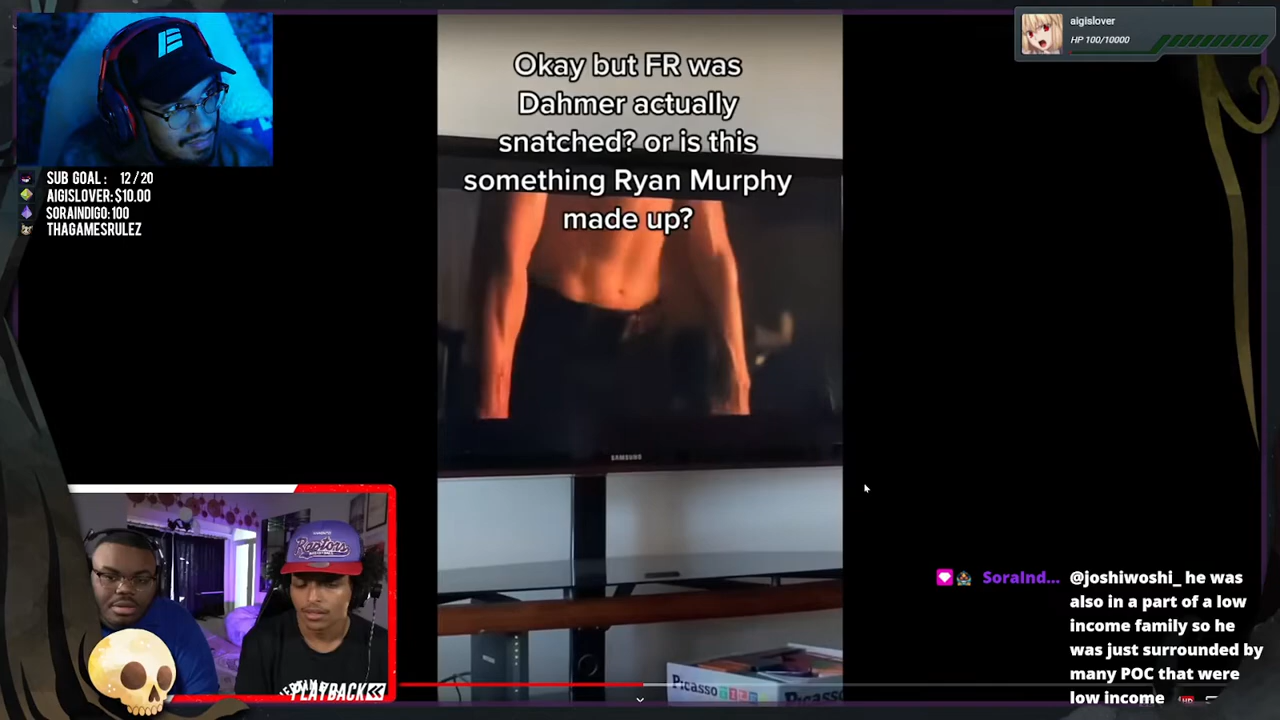 aigislover
HP 100/10000
Okay but FR was
Dahmer actually
snatched? or is this
something Ryan Murphy
made up?
SUB GOAL : 12/20
AIGISLOVER: $10.00
SORAINDIGO: 100
THAGAMESRULEZ
SAMSUNG
SoraInd... @joshiwoshi_ he was
also in a part of a low
income family so he
was just surrounded by
many POC that were
low income
Raptors
PLAYBACK
Picasso TILES
Picasso